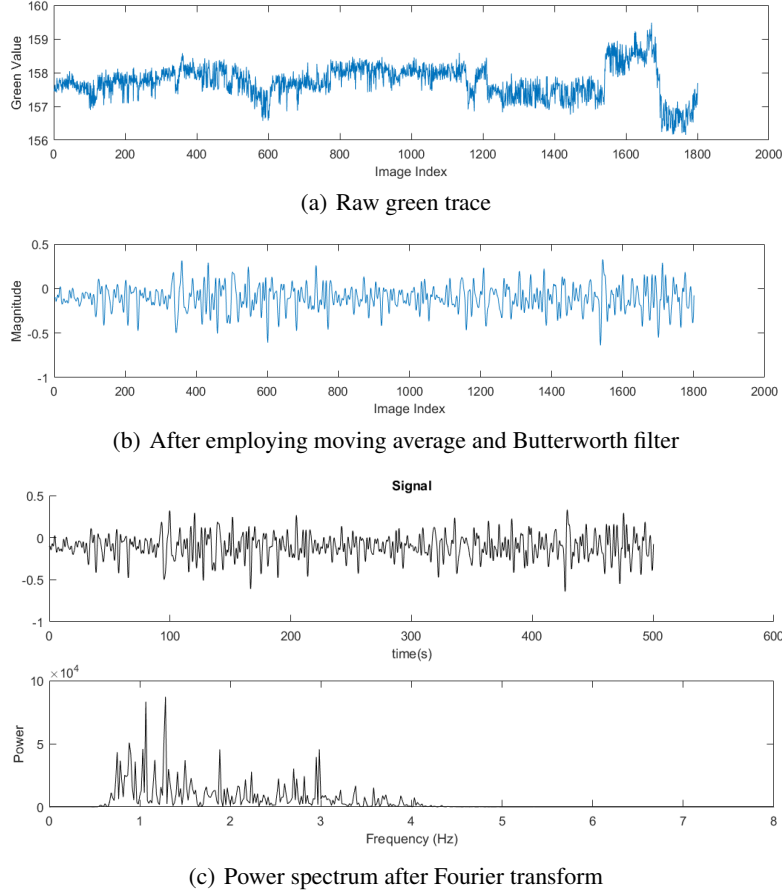 160
159
158
157
156
Green Value
0 200 400 600 800 1000 1200 1400 1600 1800 2000
Image Index
(a) Raw green trace
0.5
0
-0.5
-1
Magnitude
0 200 400 600 800 1000 1200 1400 1600 1800 2000
Image Index
(b) After employing moving average and Butterworth filter
Signal
0.5
0
-0.5
-1
0 100 200 300 400 500 600
time(s)
×10⁴
10
5
0
Power
0 1 2 3 4 5 6 7 8
Frequency (Hz)
(c) Power spectrum after Fourier transform